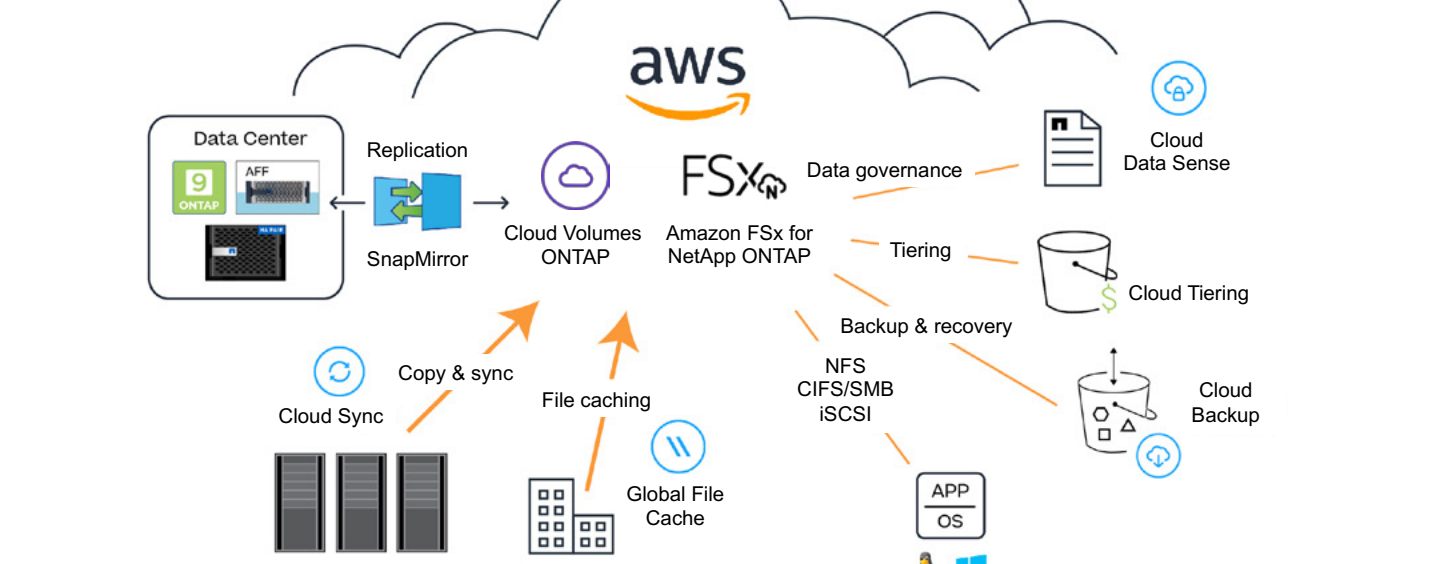 aws
Data Center
9
ONTAP
AFF
Replication
SnapMirror
Cloud Volumes
ONTAP
FSx
N
Amazon FSx for
NetApp ONTAP
Data governance
Cloud
Data Sense
Tiering
Cloud Tiering
$
Backup & recovery
Cloud
Backup
NFS
CIFS/SMB
iSCSI
Copy & sync
Cloud Sync
File caching
Global File
Cache
APP
OS